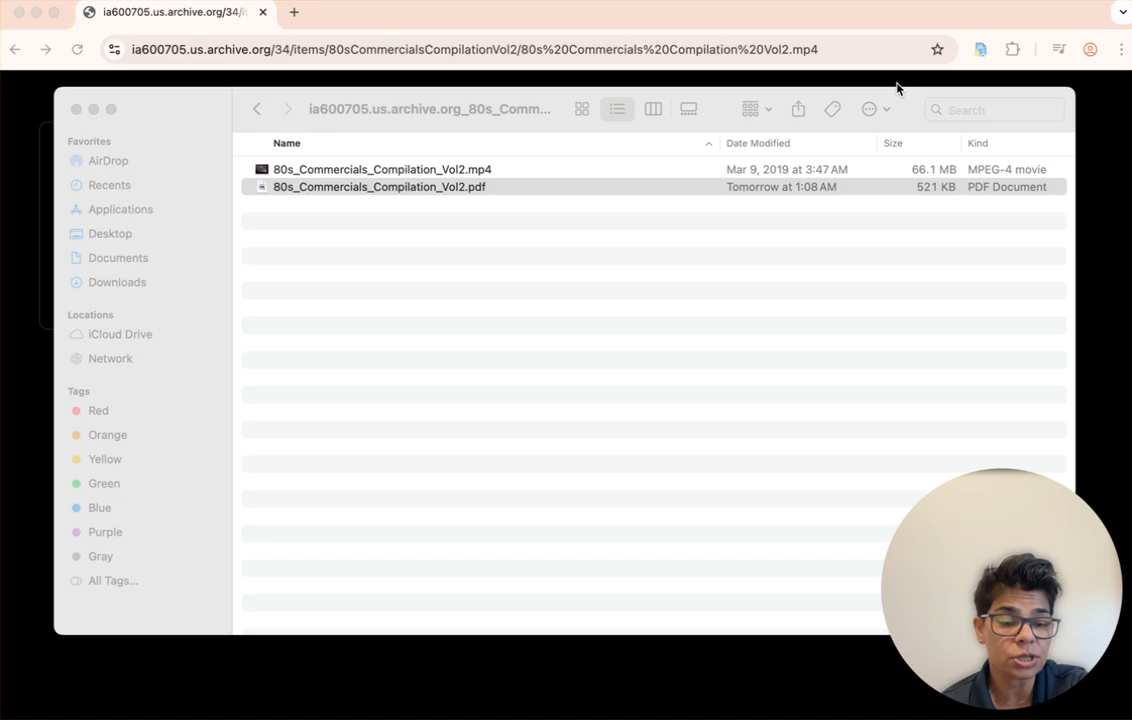 ia600705.us.archive.org/34/i
ia600705.us.archive.org/34/items/80sCommercialsCompilationVol2/80s%20Commercials%20Compilation%20Vol2.mp4
ia600705.us.archive.org_80s_Comm...
Search
Favorites
AirDrop
Recents
Applications
Desktop
Documents
Downloads
Locations
iCloud Drive
Network
Tags
Red
Orange
Yellow
Green
Blue
Purple
Gray
All Tags...
Name Date Modified Size Kind
80s_Commercials_Compilation_Vol2.mp4 Mar 9, 2019 at 3:47 AM 66.1 MB MPEG-4 movie
80s_Commercials_Compilation_Vol2.pdf Tomorrow at 1:08 AM 521 KB PDF Document